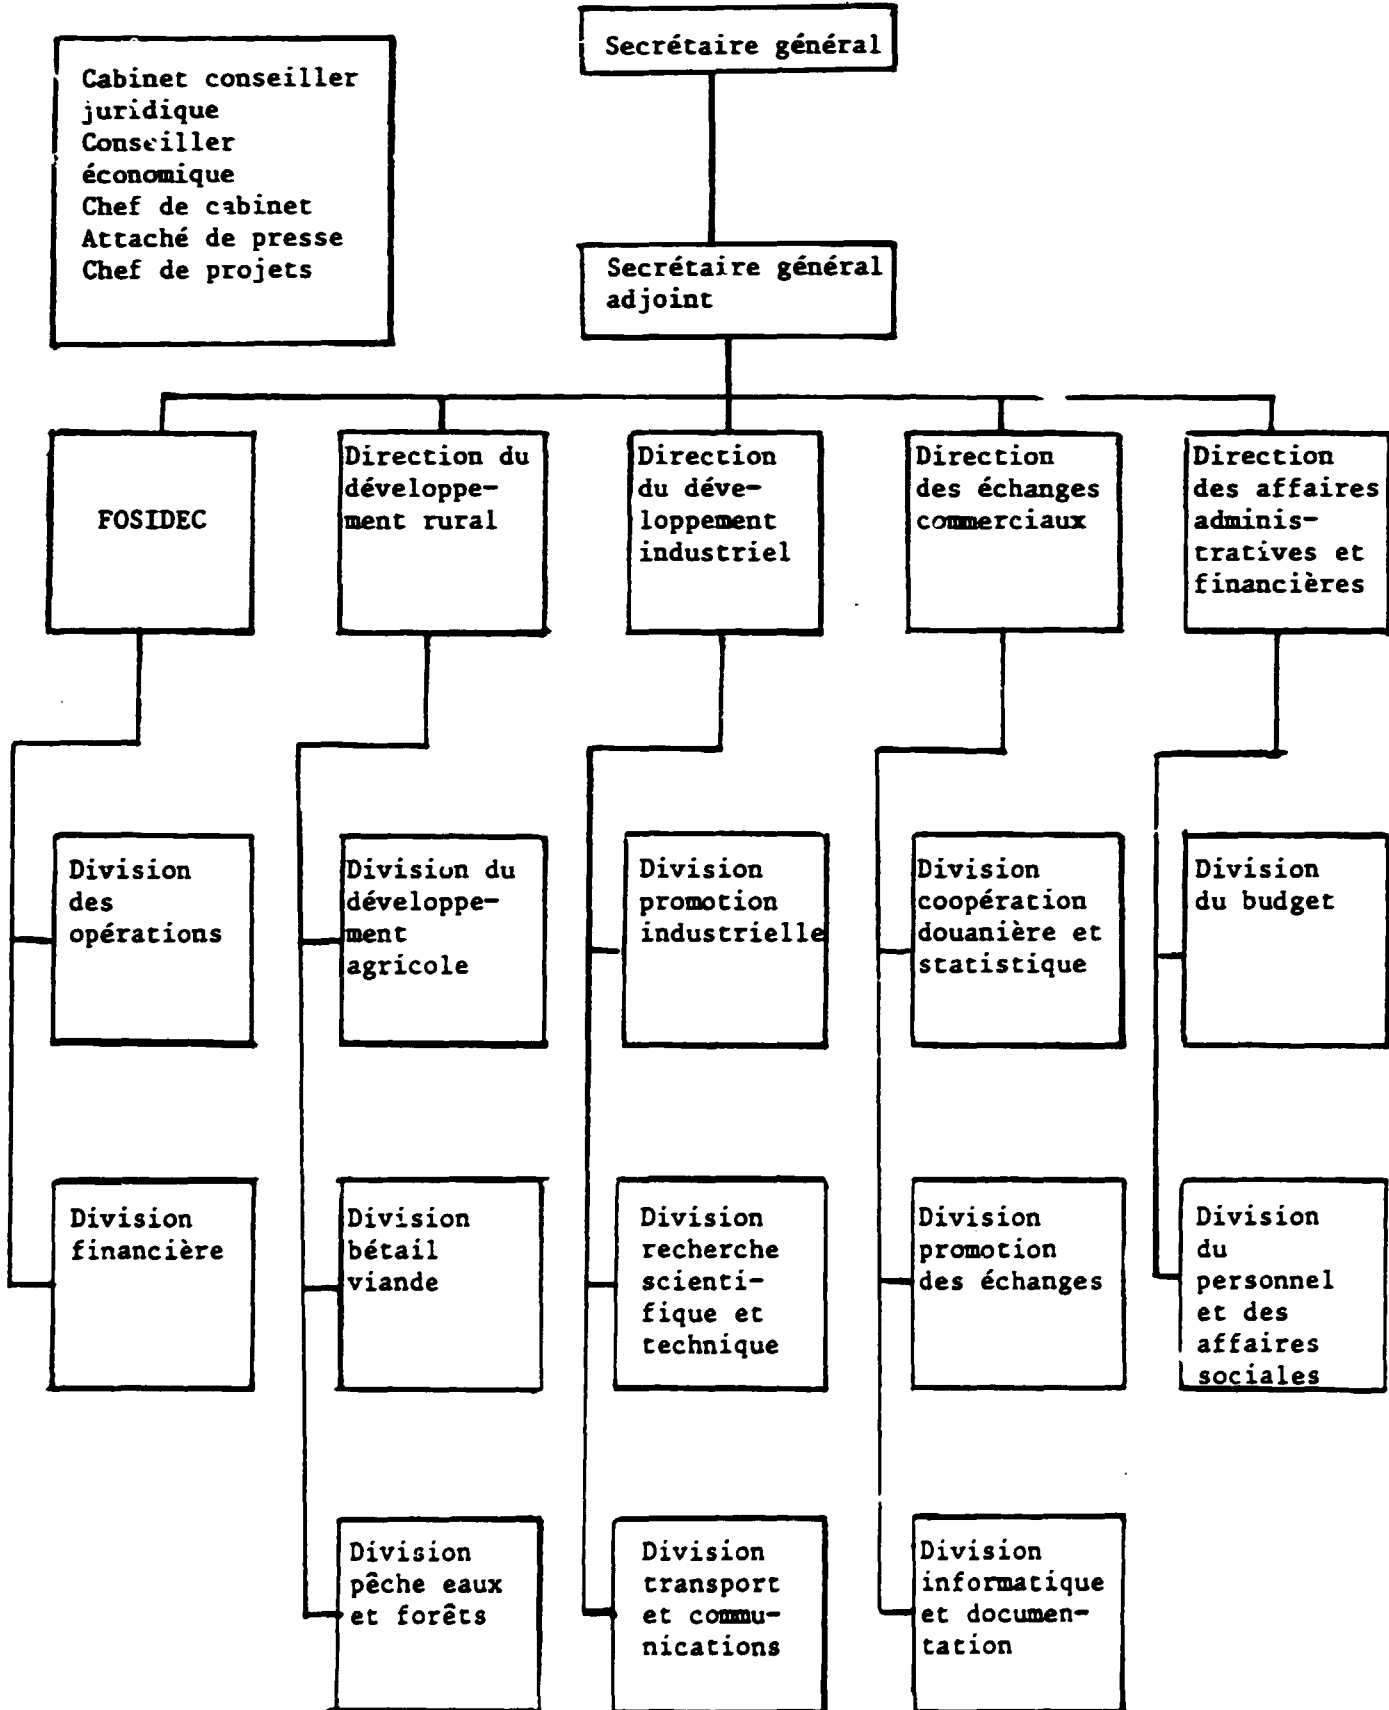 Secrétaire général
Cabinet conseiller
juridique
Conseiller
économique
Chef de cabinet
Attaché de presse
Chef de projets
Secrétaire général
adjoint
FOSIDEC
Direction du
développe-
ment rural
Direction
du déve-
loppement
industriel
Direction
des échanges
commerciaux
Direction
des affaires
adminis-
tratives et
financières
Division
des
opérations
Division du
développe-
ment
agricole
Division
promotion
industrielle
Division
coopération
douanière et
statistique
Division
du budget
Division
financière
Division
bétail
viande
Division
recherche
scienti-
fique et
technique
Division
promotion
des échanges
Division
du
personnel
et des
affaires
sociales
Division
pêche eaux
et forêts
Division
transport
et commu-
nications
Division
informatique
et documen-
tation